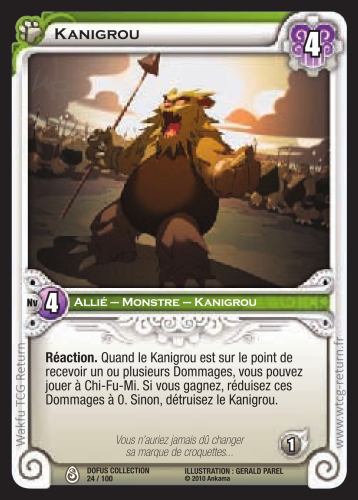 KANIGROU
4
Nv 4
ALLIÉ – MONSTRE – KANIGROU
Réaction. Quand le Kanigrou est sur le point de
recevoir un ou plusieurs Dommages, vous pouvez
jouer à Chi-Fu-Mi. Si vous gagnez, réduisez ces
Dommages à 0. Sinon, détruisez le Kanigrou.
Vous n'auriez jamais dû changer
sa marque de croquettes...
1
DOFUS COLLECTION
24 / 100
ILLUSTRATION : GERALD PAREL
© 2010 Ankama
Wakfu TCG Return
www.wtcg-return.fr